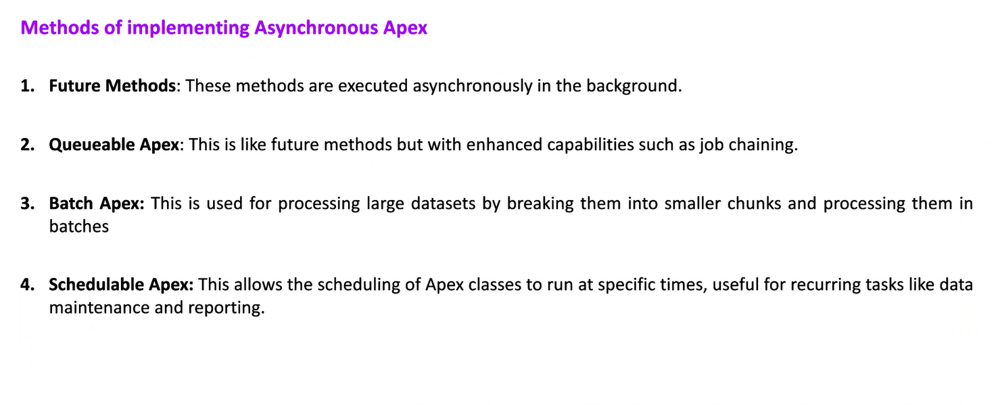 Methods of implementing Asynchronous Apex
1. Future Methods: These methods are executed asynchronously in the background.
2. Queueable Apex: This is like future methods but with enhanced capabilities such as job chaining.
3. Batch Apex: This is used for processing large datasets by breaking them into smaller chunks and processing them in
batches
4. Schedulable Apex: This allows the scheduling of Apex classes to run at specific times, useful for recurring tasks like data
maintenance and reporting.